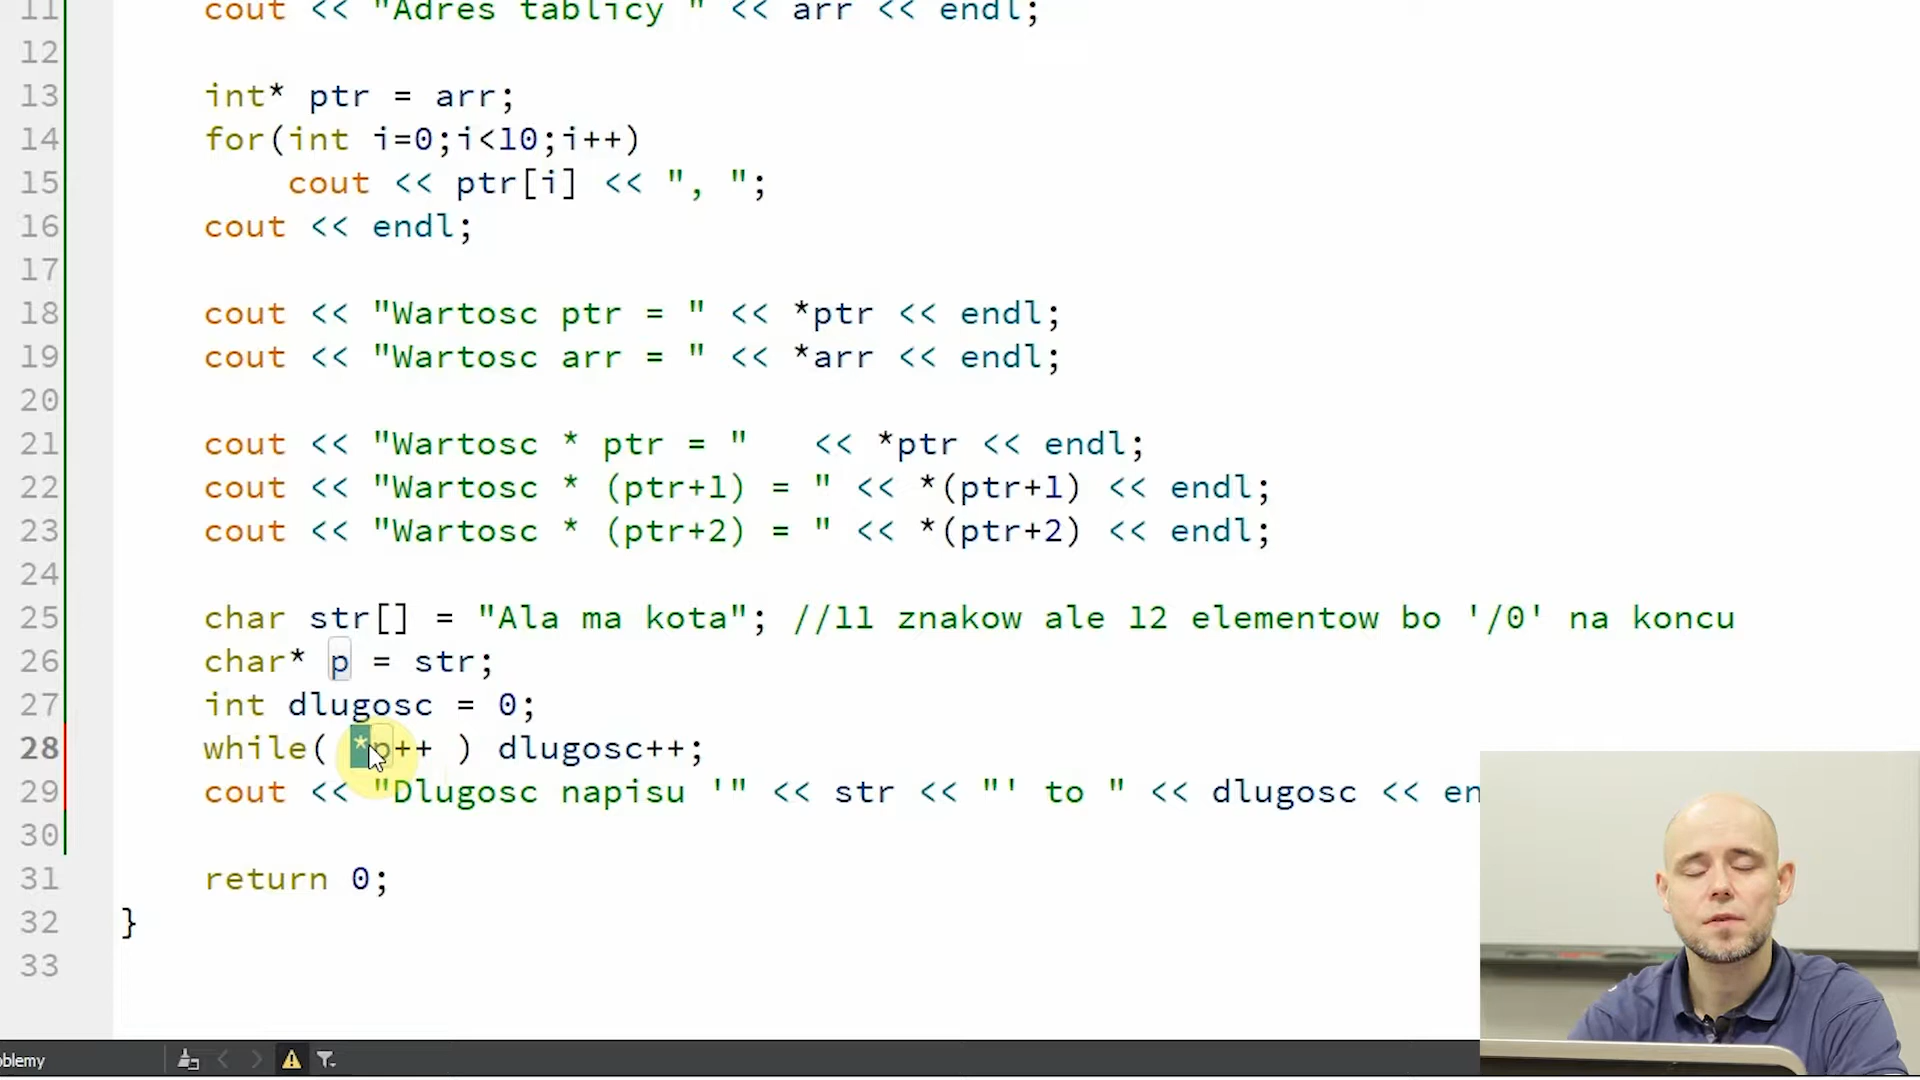 11 cout << "Adres tablicy " << arr << endl;
12
13 int* ptr = arr;
14 for(int i=0;i<10;i++)
15 cout << ptr[i] << ", ";
16 cout << endl;
17
18 cout << "Wartosc ptr = " << *ptr << endl;
19 cout << "Wartosc arr = " << *arr << endl;
20
21 cout << "Wartosc * ptr = "   << *ptr << endl;
22 cout << "Wartosc * (ptr+1) = " << *(ptr+1) << endl;
23 cout << "Wartosc * (ptr+2) = " << *(ptr+2) << endl;
24
25 char str[] = "Ala ma kota"; //11 znakow ale 12 elementow bo '/0' na koncu
26 char* p = str;
27 int dlugosc = 0;
28 while( *p++ ) dlugosc++;
29 cout << "Dlugosc napisu '" << str << "' to " << dlugosc << en
30
31 return 0;
32 }
33
oblemy